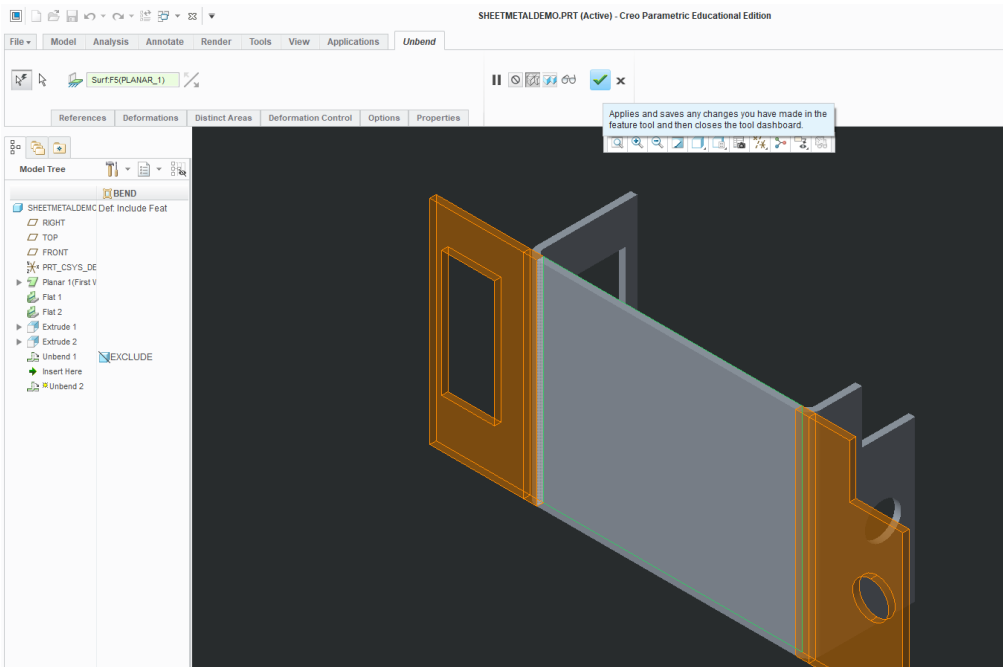 SHEETMETALDEMO.PRT (Active) - Creo Parametric Educational Edition
File Model Analysis Annotate Render Tools View Applications Unbend
Surf:F5(PLANAR_1)
References Deformations Distinct Areas Deformation Control Options Properties
Applies and saves any changes you have made in the
feature tool and then closes the tool dashboard.
Model Tree
BEND
SHEETMETALDEMO Def: Include Feat
RIGHT
TOP
FRONT
PRT_CSYS_DE
Planar 1(First W
Flat 1
Flat 2
Extrude 1
Extrude 2
Unbend 1 EXCLUDE
Insert Here
Unbend 2